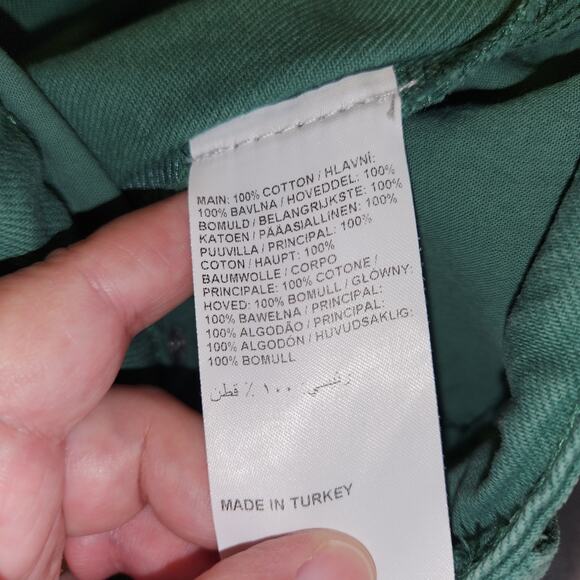 MAIN: 100% COTTON / HLAVNÍ:
100% BAVLNA / HOVEDDEL: 100%
BOMULD / BELANGRIJKSTE: 100%
KATOEN / PÄÄASIALLINEN: 100%
PUUVILLA / PRINCIPAL: 100%
COTON / HAUPT: 100%
BAUMWOLLE / CORPO
PRINCIPALE: 100% COTONE /
HOVED: 100% BOMULL / GŁÓWNY:
100% BAWEŁNA / PRINCIPAL:
100% ALGODÃO / PRINCIPAL:
100% ALGODÓN / HUVUDSAKLIG:
100% BOMULL
رئيسي: ١٠٠ ٪ قطن
MADE IN TURKEY